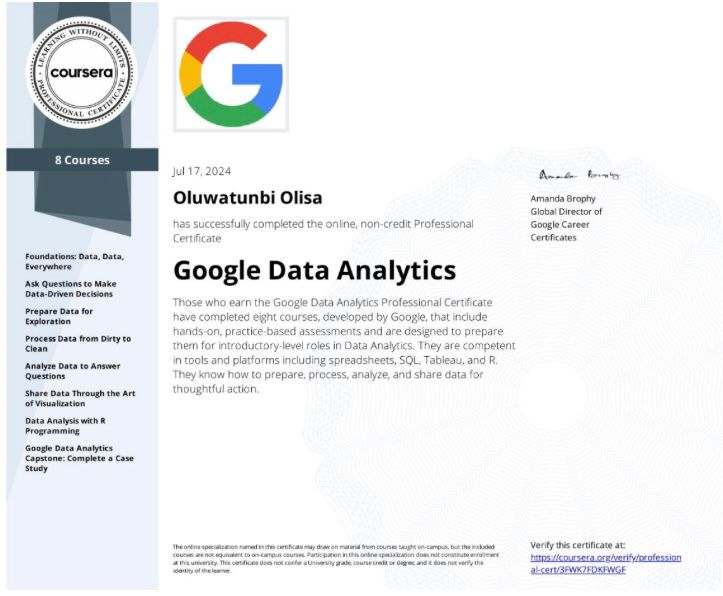 LEARNING WITHOUT LIMITS
coursera
PROFESSIONAL CERTIFICATE
8 Courses
Foundations: Data, Data,
Everywhere
Ask Questions to Make
Data-Driven Decisions
Prepare Data for
Exploration
Process Data from Dirty to
Clean
Analyze Data to Answer
Questions
Share Data Through the Art
of Visualization
Data Analysis with R
Programming
Google Data Analytics
Capstone: Complete a Case
Study
G
Jul 17, 2024
Oluwatunbi Olisa
has successfully completed the online, non-credit Professional
Certificate
Google Data Analytics
Those who earn the Google Data Analytics Professional Certificate
have completed eight courses, developed by Google, that include
hands-on, practice-based assessments and are designed to prepare
them for introductory-level roles in Data Analytics. They are competent
in tools and platforms including spreadsheets, SQL, Tableau, and R.
They know how to prepare, process, analyze, and share data for
thoughtful action.
Amanda Brophy
Amanda Brophy
Global Director of
Google Career
Certificates
The online specialization named in this certificate may draw on material from courses taught on-campus, but the included
courses are not equivalent to on-campus courses. Participation in this online specialization does not constitute enrollment
at this university. This certificate does not confer a University grade, course credit or degree, and it does not verify the
identity of the learner.
Verify this certificate at:
https://coursera.org/verify/profession
al-cert/3FWK7FDKFWGF